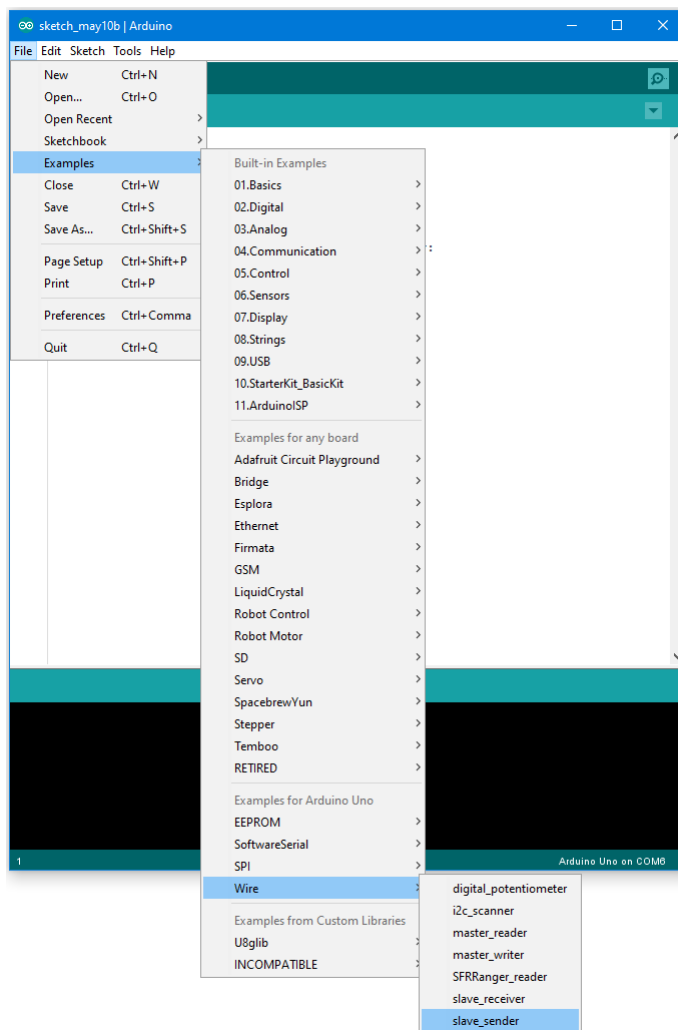 sketch_may10b | Arduino
File Edit Sketch Tools Help
New Ctrl+N
Open... Ctrl+O
Open Recent
Sketchbook
Examples
Close Ctrl+W
Save Ctrl+S
Save As... Ctrl+Shift+S
Page Setup Ctrl+Shift+P
Print Ctrl+P
Preferences Ctrl+Comma
Quit Ctrl+Q
Built-in Examples
01.Basics
02.Digital
03.Analog
04.Communication
05.Control
06.Sensors
07.Display
08.Strings
09.USB
10.StarterKit_BasicKit
11.ArduinoISP
Examples for any board
Adafruit Circuit Playground
Bridge
Esplora
Ethernet
Firmata
GSM
LiquidCrystal
Robot Control
Robot Motor
SD
Servo
SpacebrewYun
Stepper
Temboo
RETIRED
Examples for Arduino Uno
EEPROM
SoftwareSerial
SPI
Wire
Examples from Custom Libraries
U8glib
INCOMPATIBLE
digital_potentiometer
i2c_scanner
master_reader
master_writer
SFRRanger_reader
slave_receiver
slave_sender
1 Arduino Uno on COM6